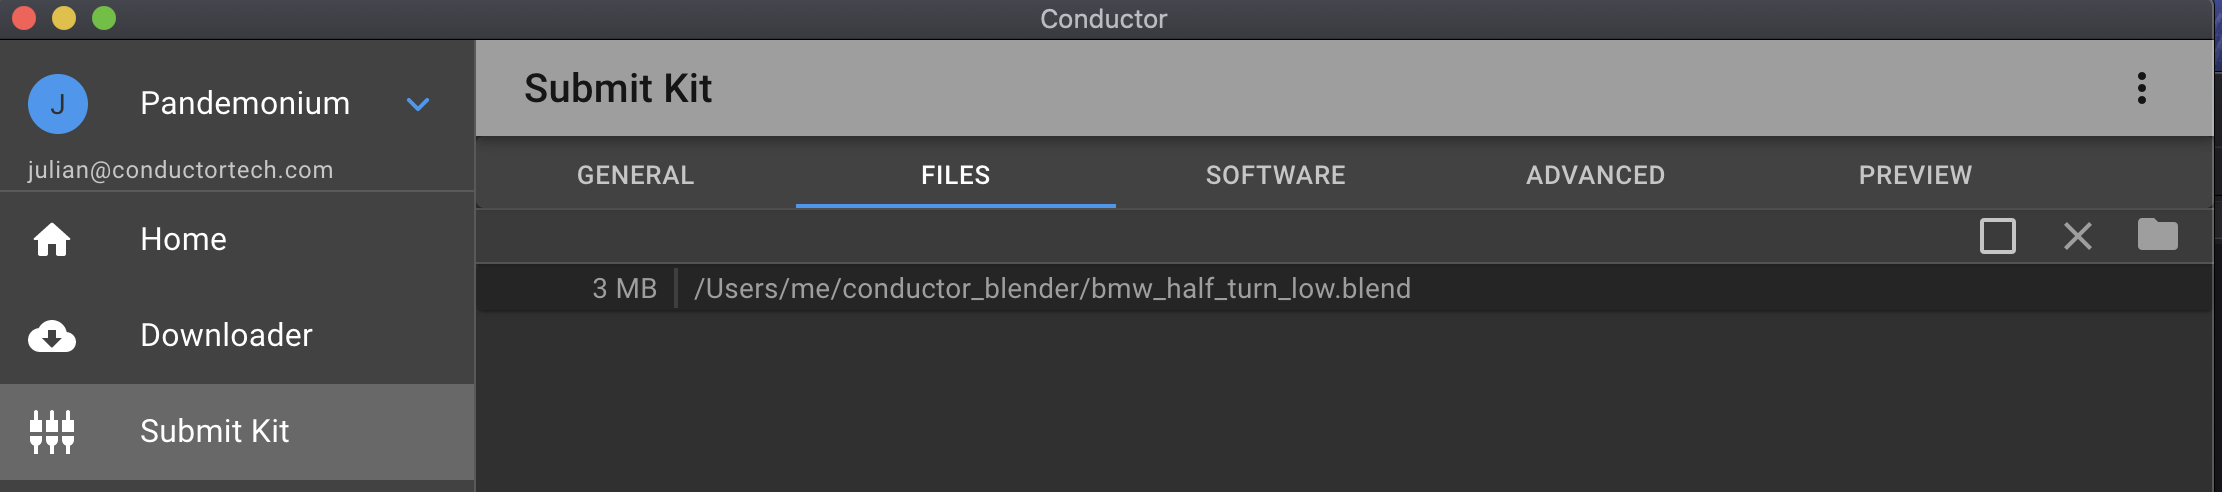 Conductor
J
Pandemonium
julian@conductortech.com
Home
Downloader
Submit Kit
Submit Kit
GENERAL FILES SOFTWARE ADVANCED PREVIEW
3 MB /Users/me/conductor_blender/bmw_half_turn_low.blend